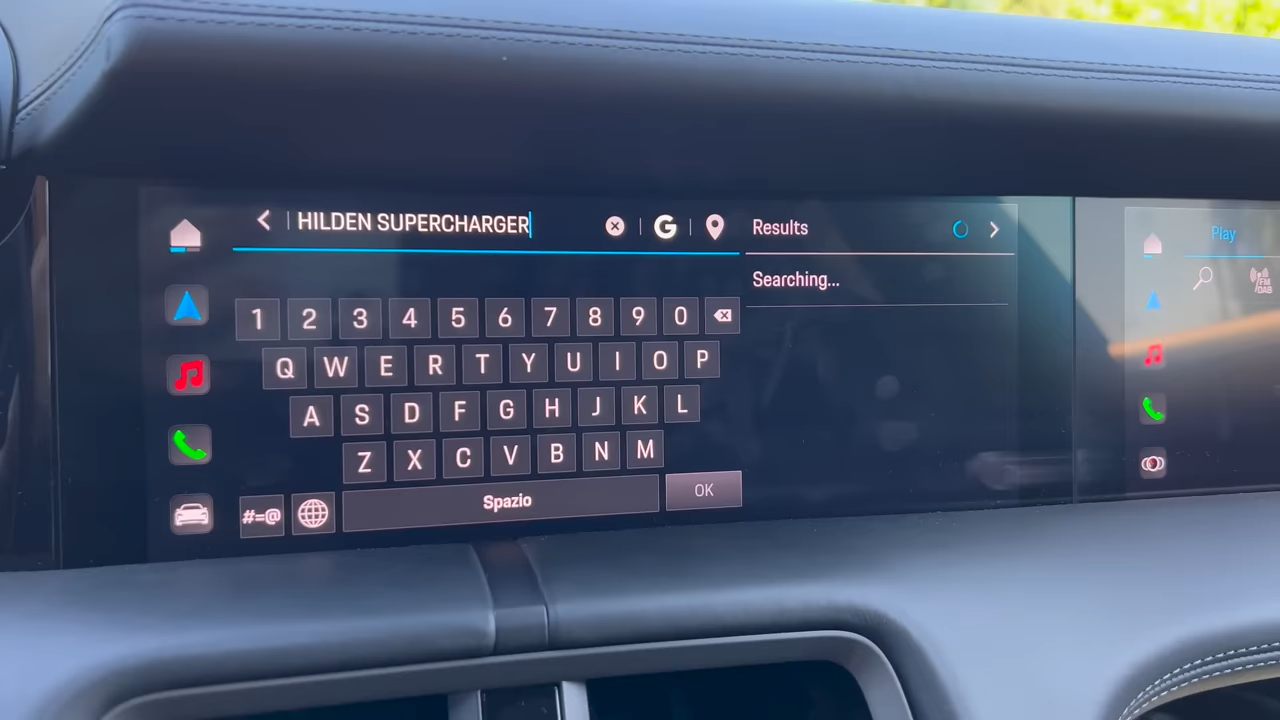 HILDEN SUPERCHARGER
G
Results
Searching...
1 2 3 4 5 6 7 8 9 0
Q W E R T Y U I O P
A S D F G H J K L
Z X C V B N M
#=@
Spazio
OK
Play
FM
DAB